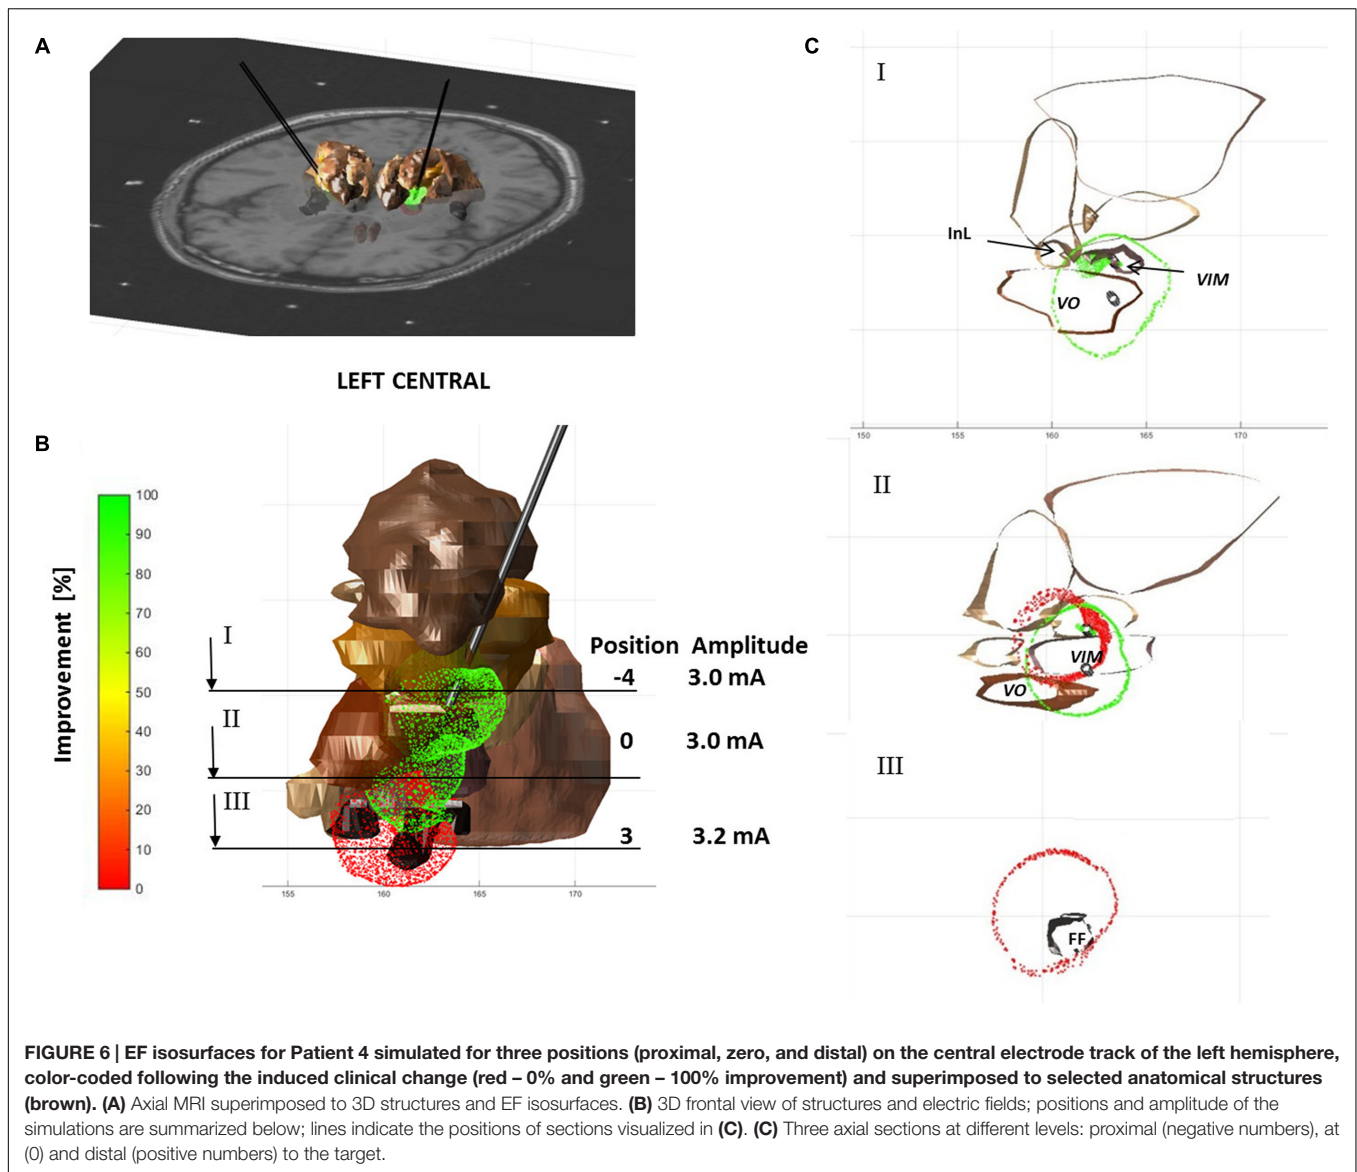 A
LEFT CENTRAL
B
Improvement [%]
100
90
80
70
60
50
40
30
20
10
0
I
II
III
Position Amplitude
-4 3.0 mA
0 3.0 mA
3 3.2 mA
155 160 165 170
C
I
InL
VIM
VO
150 155 160 165 170
II
VIM
VO
III
FF
FIGURE 6 | EF isosurfaces for Patient 4 simulated for three positions (proximal, zero, and distal) on the central electrode track of the left hemisphere,
color-coded following the induced clinical change (red – 0% and green – 100% improvement) and superimposed to selected anatomical structures
(brown). (A) Axial MRI superimposed to 3D structures and EF isosurfaces. (B) 3D frontal view of structures and electric fields; positions and amplitude of the
simulations are summarized below; lines indicate the positions of sections visualized in (C). (C) Three axial sections at different levels: proximal (negative numbers), at
(0) and distal (positive numbers) to the target.